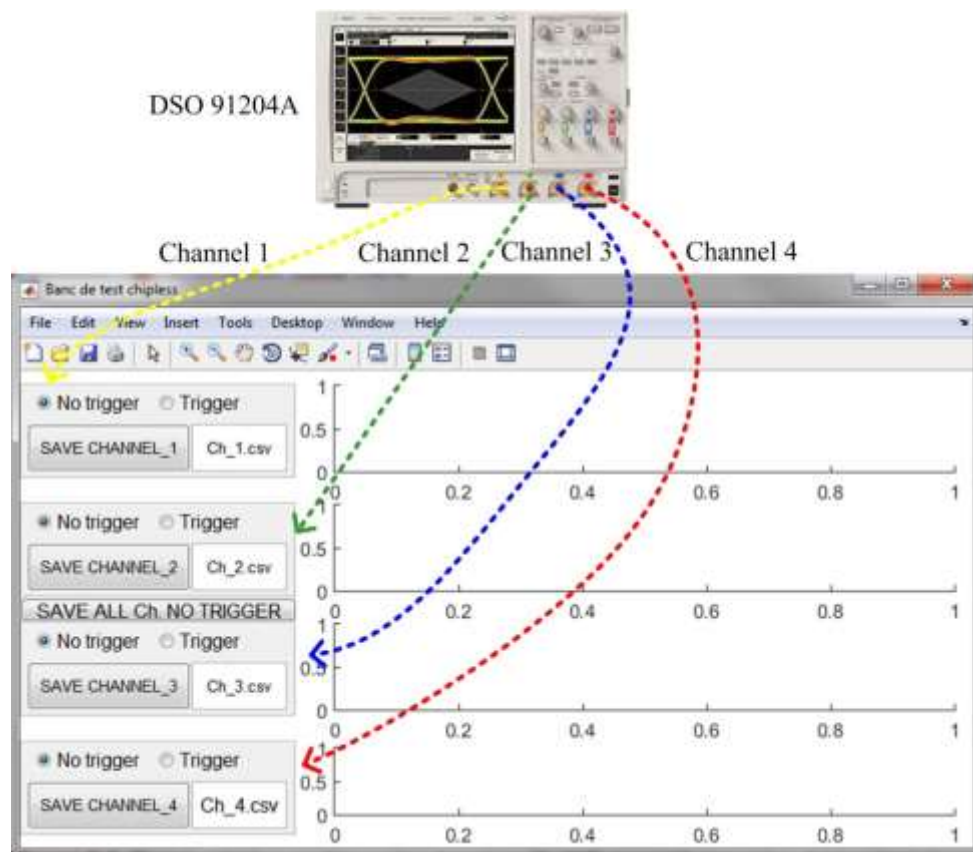 DSO 91204A
Channel 1 Channel 2 Channel 3 Channel 4
Banc de test chipless
File Edit View Insert Tools Desktop Window Help
No trigger Trigger
SAVE CHANNEL_1 Ch_1.csv
1
0.5
0
0 0.2 0.4 0.6 0.8 1
No trigger Trigger
SAVE CHANNEL_2 Ch_2.csv
0.5
0
0 0.2 0.4 0.6 0.8 1
SAVE ALL Ch. NO TRIGGER
No trigger Trigger
SAVE CHANNEL_3 Ch_3.csv
1
0.5
0
0 0.2 0.4 0.6 0.8 1
No trigger Trigger
SAVE CHANNEL_4 Ch_4.csv
1
0.5
0
0 0.2 0.4 0.6 0.8 1